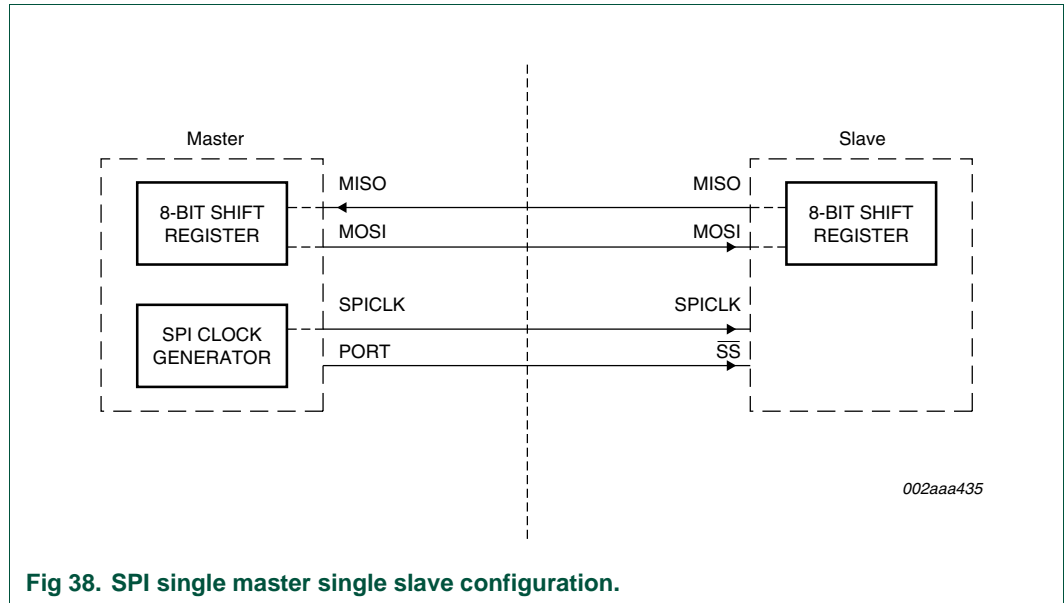 Master
Slave
8-BIT SHIFT
REGISTER
MISO
MISO
MOSI
MOSI
8-BIT SHIFT
REGISTER
SPI CLOCK
GENERATOR
SPICLK
SPICLK
PORT
S̅S̅
002aaa435
Fig 38. SPI single master single slave configuration.